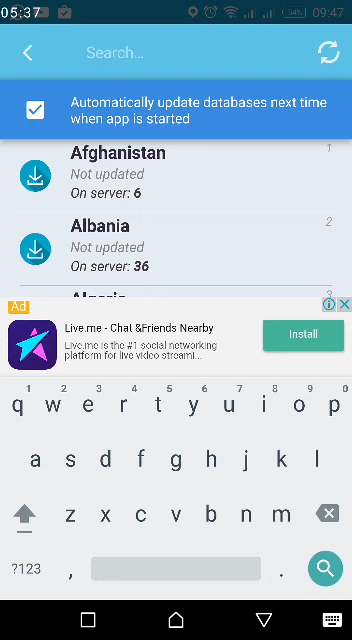 05:37
34%
09:47
Search...
Automatically update databases next time
when app is started
Afghanistan
1
Not updated
On server: 6
Albania
2
Not updated
On server: 36
Algeria
3
Ad
Live.me - Chat &Friends Nearby
Live.me is the #1 social networking
platform for live video streami...
Install
1 2 3 4 5 6 7 8 9 0
q w e r t y u i o p
a s d f g h j k l
z x c v b n m
?123 , .